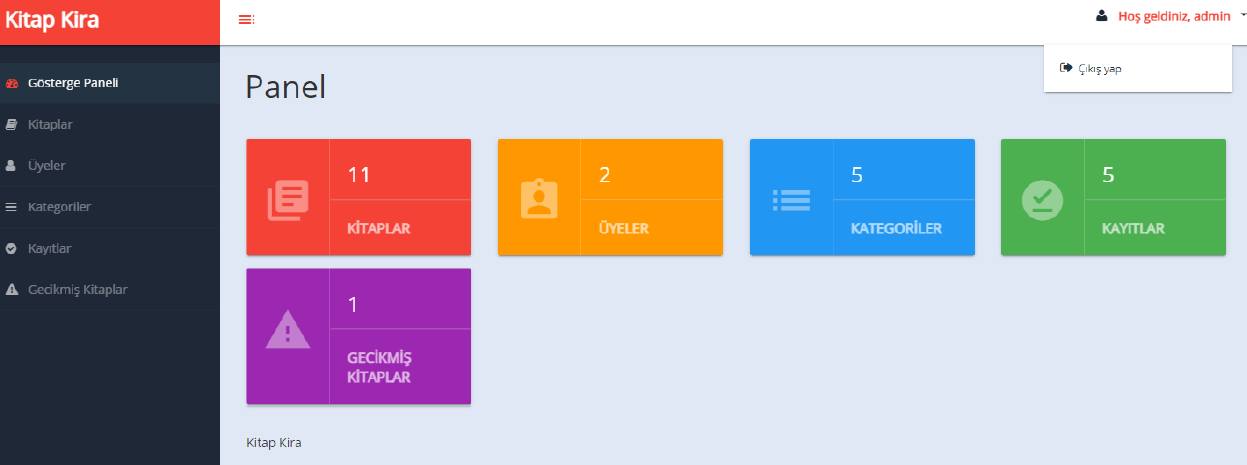 Kitap Kira
Hoş geldiniz, admin
Çıkış yap
Gösterge Paneli
Kitaplar
Üyeler
Kategoriler
Kayıtlar
Gecikmiş Kitaplar
Panel
11
KİTAPLAR
2
ÜYELER
5
KATEGORİLER
5
KAYITLAR
1
GECİKMİŞ
KİTAPLAR
Kitap Kira